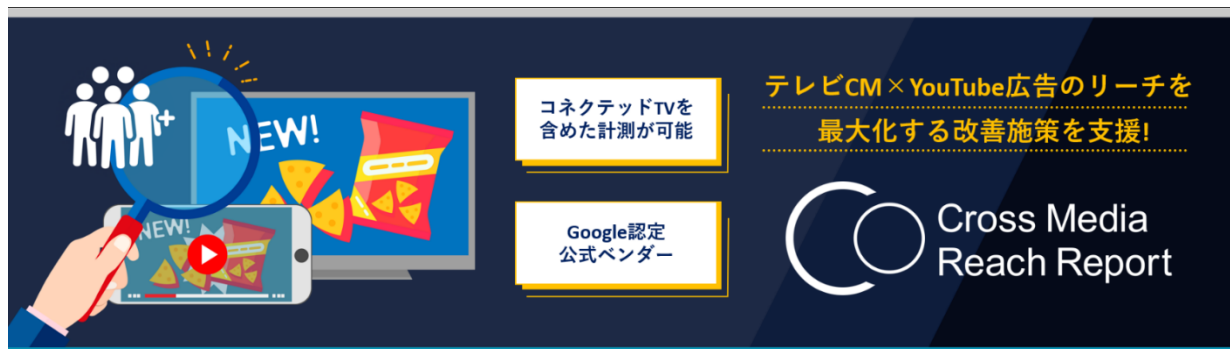 NEW!
NEW!
コネクテッドTVを
含めた計測が可能
Google認定
公式ベンダー
テレビCM×YouTube広告のリーチを
最大化する改善施策を支援!
Cross Media
Reach Report